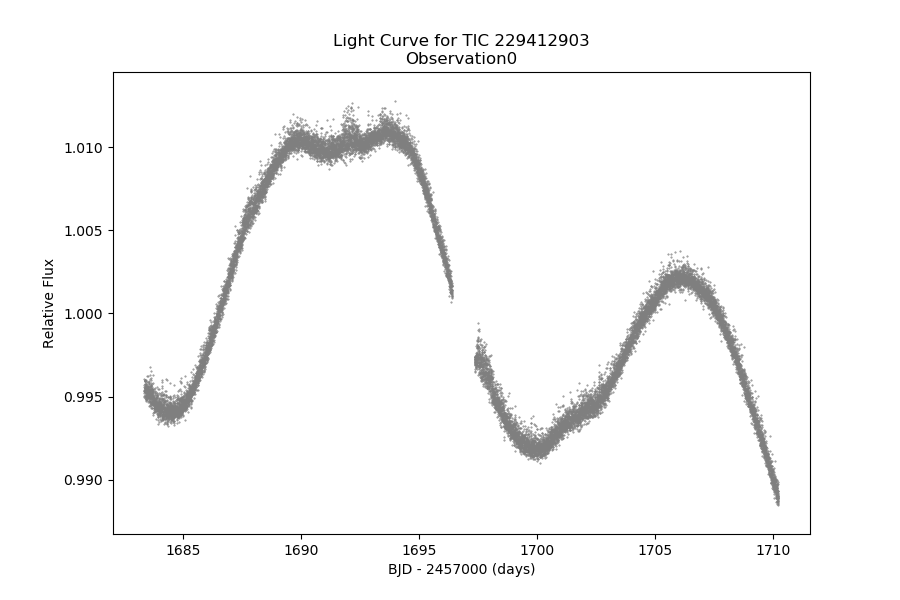 Light Curve for TIC 229412903
Observation0
1.010
1.005
1.000
0.995
0.990
Relative Flux
1685 1690 1695 1700 1705 1710
BJD - 2457000 (days)